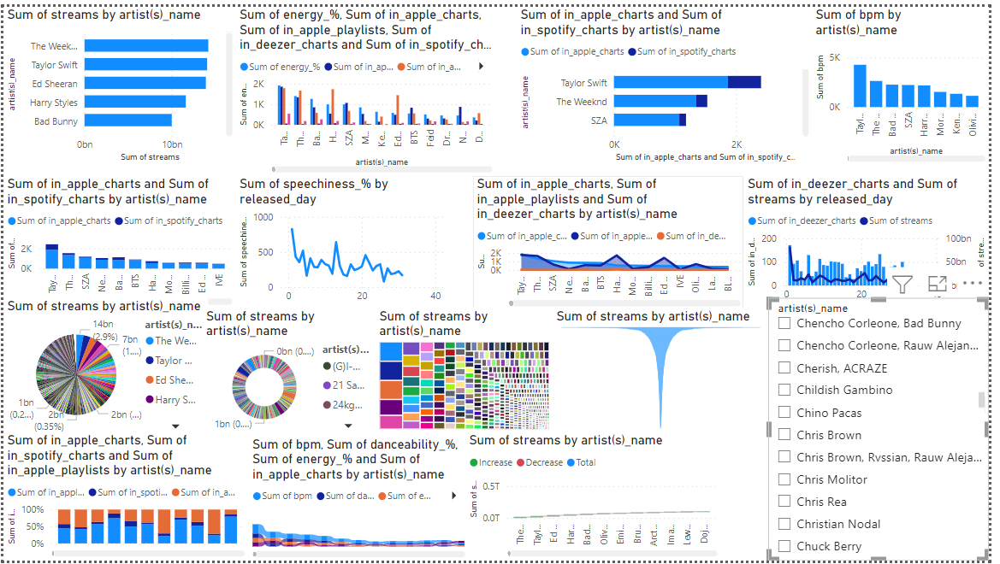 Sum of streams by artist(s)_name
artist(s)_name
The Week...
Taylor Swift
Ed Sheeran
Harry Styles
Bad Bunny
0bn
10bn
Sum of streams
Sum of energy_%, Sum of in_apple_charts,
Sum of in_apple_playlists, Sum of
in_deezer_charts and Sum of in_spotify_ch...
Sum of energy_%
Sum of in_ap...
Sum of in_a...
Sum of en...
2K
1K
0K
Ta...
Th...
Ba...
H...
SZA
M...
Ke...
Ed...
BTS
Feid
Dr...
N...
D...
artist(s)_name
Sum of in_apple_charts and Sum of
in_spotify_charts by artist(s)_name
Sum of in_apple_charts
Sum of in_spotify_charts
artist(s)_name
Taylor Swift
The Weeknd
SZA
0K
2K
Sum of in_apple_charts and Sum of in_spotify_c...
Sum of bpm by
artist(s)_name
Sum of bpm
5K
0K
Tayl...
The ...
Bad ...
SZA
Harr...
Mor...
Ken...
Olivi...
artist(s)_name
Sum of in_apple_charts and Sum of
in_spotify_charts by artist(s)_name
Sum of in_apple_charts
Sum of in_spotify_charts
Sum of...
2K
0K
Tay...
Th...
SZA
Ne...
Ba...
BTS
Ha...
Mo...
Billi...
Ed ...
IVE
Sum of speechiness_% by
released_day
Sum of speechine...
1000
500
0
0
20
40
Sum of in_apple_charts, Sum of
in_apple_playlists and Sum of
in_deezer_charts by artist(s)_name
Sum of in_apple_c...
Sum of in_apple...
Sum of in_de...
Su...
2K
1K
0K
Tay...
Th...
SZA
Ne...
Ba...
BTS
Ha...
Mo...
Billi...
Ed ...
IVE
Oli...
La...
BL...
Sum of in_deezer_charts and Sum of
streams by released_day
Sum of in_deezer_charts
Sum of streams
Sum of in_d...
200
100
0
100bn
50bn
of stre...
0
20
Sum of streams by artist(s)_name
14bn
(2.9%)
7bn
(1....)
2bn (...)
2bn
(0.35%)
1bn
(0.2...)
artist(s)_n...
The We...
Taylor ...
Ed She...
Harry S...
Sum of streams by
artist(s)_name
0bn (0....)
1bn (0....)
artist(s)...
(G)I-...
21 Sa...
24kg...
Sum of streams by
artist(s)_name
Sum of streams by artist(s)_name
artist(s)_name
Chencho Corleone, Bad Bunny
Chencho Corleone, Rauw Alejan...
Cherish, ACRAZE
Childish Gambino
Chino Pacas
Chris Brown
Chris Brown, Rvssian, Rauw Aleja...
Chris Molitor
Chris Rea
Christian Nodal
Chuck Berry
Sum of in_apple_charts, Sum of
in_spotify_charts and Sum of
in_apple_playlists by artist(s)_name
Sum of in_appl...
Sum of in_spoti...
Sum of in_a...
Sum of i...
100%
50%
0%
Sum of bpm, Sum of danceability_%,
Sum of energy_% and Sum of
in_apple_charts by artist(s)_name
Sum of bpm
Sum of da...
Sum of e...
Sum of streams by artist(s)_name
Increase
Decrease
Total
Sum of s...
0.5T
0.0T
The...
Tayl...
Ed ...
Har...
Bad...
Oliv...
Emi...
Bru...
Arct...
Ima...
Lew...
Doj...